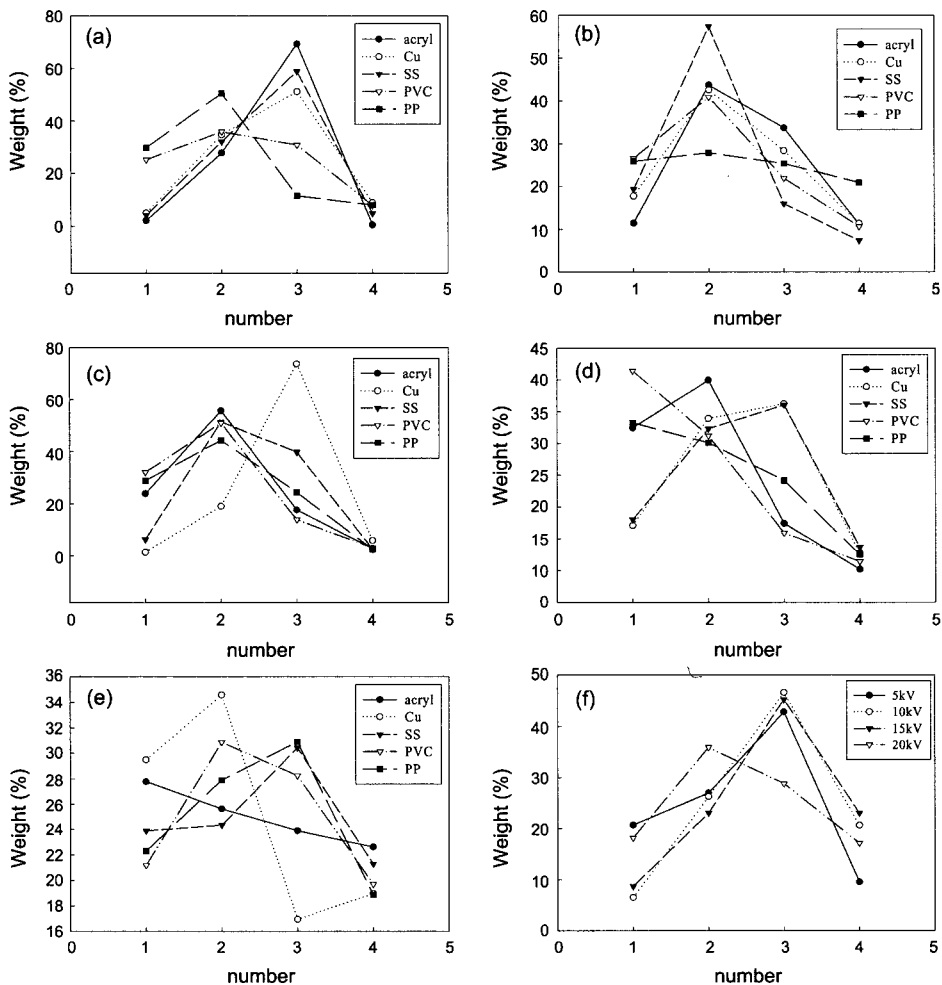 (a)
acryl
Cu
SS
PVC
PP
Weight (%)
80
60
40
20
0
0 1 2 3 4 5
number
(b)
acryl
Cu
SS
PVC
PP
Weight (%)
60
50
40
30
20
10
0
0 1 2 3 4 5
number
(c)
acryl
Cu
SS
PVC
PP
Weight (%)
80
60
40
20
0
0 1 2 3 4 5
number
(d)
acryl
Cu
SS
PVC
PP
Weight (%)
45
40
35
30
15
10
15
10
0
0 1 2 3 4 5
number
(e)
acryl
Cu
SS
PVC
PP
Weight (%)
36
34
32
30
28
26
24
22
20
18
16
0 1 2 3 4 5
number
(f)
5kV
10kV
15kV
20kV
Weight (%)
50
40
30
20
10
0
0 1 2 3 4 5
number